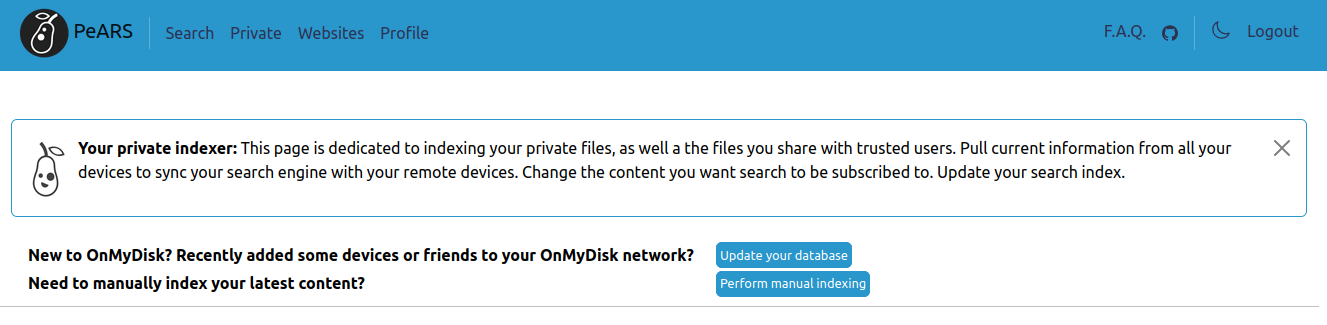 PeARS Search Private Websites Profile F.A.Q. Logout
Your private indexer: This page is dedicated to indexing your private files, as well a the files you share with trusted users. Pull current information from all your
devices to sync your search engine with your remote devices. Change the content you want search to be subscribed to. Update your search index.
New to OnMyDisk? Recently added some devices or friends to your OnMyDisk network? Update your database
Need to manually index your latest content? Perform manual indexing